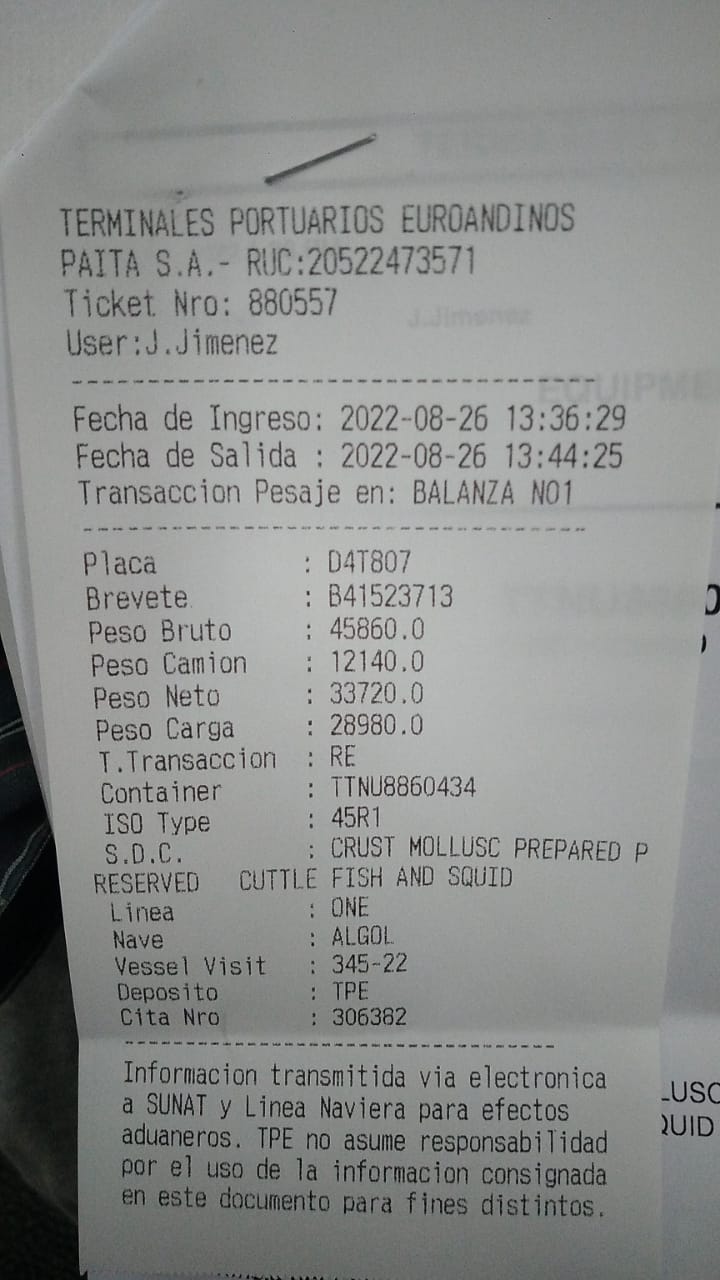 TERMINALES PORTUARIOS EUROANDINOS
PAITA S.A.- RUC:20522473571
Ticket Nro: 880557
User:J.Jimenez
J.Jimenez
EQUIPME
Fecha de Ingreso: 2022-08-26 13:36:29
Fecha de Salida : 2022-08-26 13:44:25
Transaccion Pesaje en: BALANZA NO1
Placa : D4T807
Brevete : B41523713
Peso Bruto : 45860.0
Peso Camion : 12140.0
Peso Neto : 33720.0
Peso Carga : 28980.0
T.Transaccion : RE
Container : TTNU8860434
ISO Type : 45R1
S.D.C. : CRUST MOLLUSC PREPARED P
RESERVED CUTTLE FISH AND SQUID
Linea : ONE
Nave : ALGOL
Vessel Visit : 345-22
Deposito : TPE
Cita Nro : 306382
Informacion transmitida via electronica
a SUNAT y Linea Naviera para efectos
aduaneros. TPE no asume responsabilidad
por el uso de la informacion consignada
en este documento para fines distintos.
LUSC
QUID